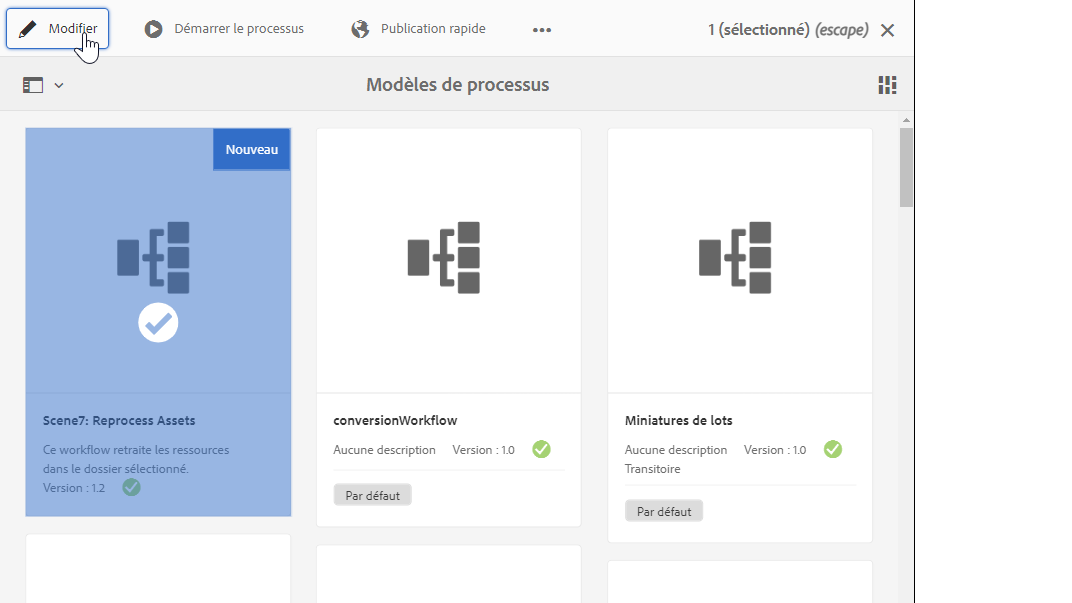 Modifier
Démarrer le processus
Publication rapide
1 (sélectionné) (escape)
Modèles de processus
Nouveau
Scene7: Reprocess Assets
Ce workflow retraite les ressources
dans le dossier sélectionné.
Version : 1.2
conversionWorkflow
Aucune description Version : 1.0
Par défaut
Miniatures de lots
Aucune description Version : 1.0
Transitoire
Par défaut